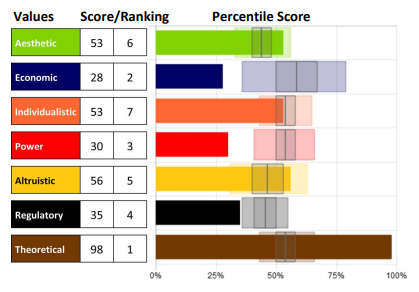 Values Score/Ranking Percentile Score
Aesthetic 53 6
Economic 28 2
Individualistic 53 7
Power 30 3
Altruistic 56 5
Regulatory 35 4
Theoretical 98 1
0% 25% 50% 75% 100%